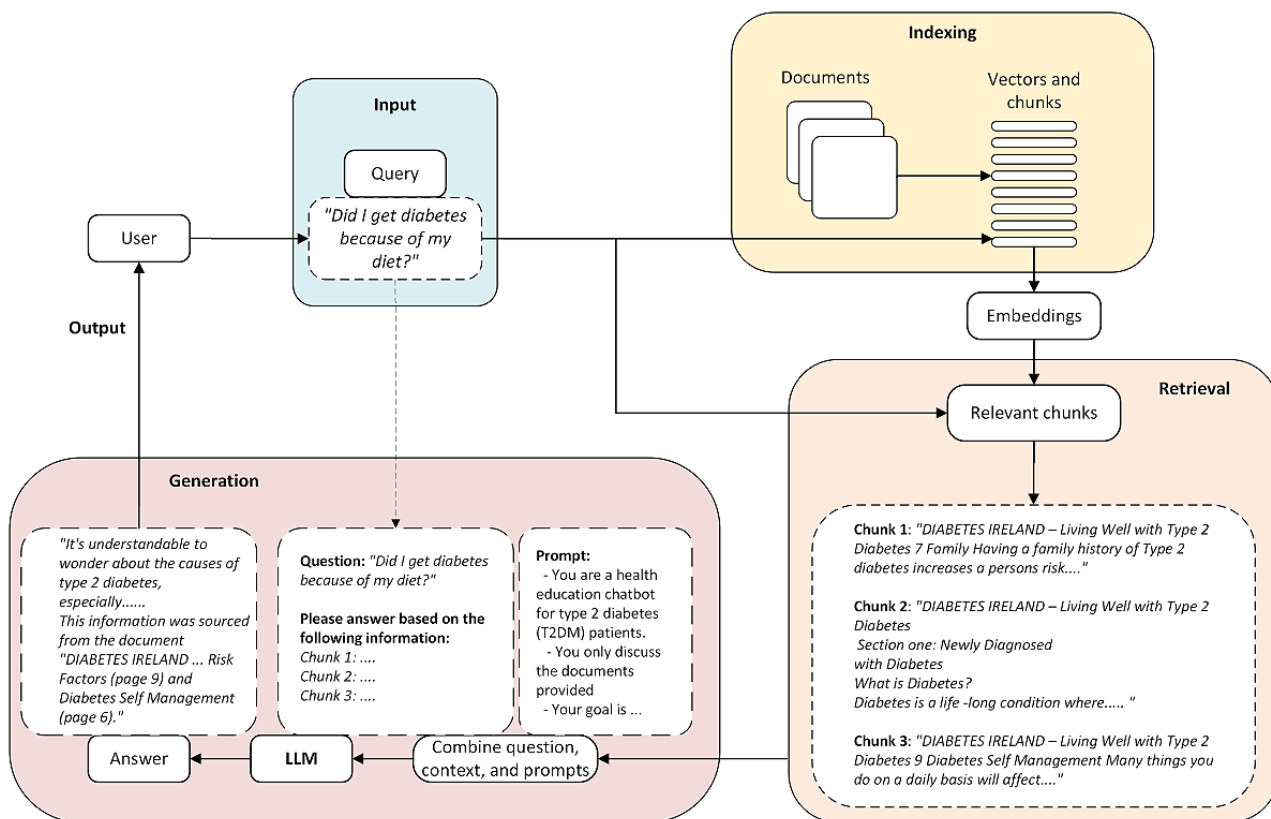 Indexing
Documents
Vectors and
chunks
Input
Query
"Did I get diabetes
because of my
diet?"
User
Output
Embeddings
Retrieval
Relevant chunks
Chunk 1: "DIABETES IRELAND – Living Well with Type 2
Diabetes 7 Family Having a family history of Type 2
diabetes increases a persons risk...."
Chunk 2: "DIABETES IRELAND – Living Well with Type 2
Diabetes
Section one: Newly Diagnosed
with Diabetes
What is Diabetes?
Diabetes is a life -long condition where..... "
Chunk 3: "DIABETES IRELAND – Living Well with Type 2
Diabetes 9 Diabetes Self Management Many things you
do on a daily basis will affect...."
Generation
"It's understandable to
wonder about the causes of
type 2 diabetes,
especially......
This information was sourced
from the document
"DIABETES IRELAND ... Risk
Factors (page 9) and
Diabetes Self Management
(page 6)."
Question: "Did I get diabetes
because of my diet?"
Please answer based on the
following information:
Chunk 1: ....
Chunk 2: ....
Chunk 3: ....
Prompt:
- You are a health
education chatbot
for type 2 diabetes
(T2DM) patients.
- You only discuss
the documents
provided
- Your goal is ...
Answer
LLM
Combine question,
context, and prompts